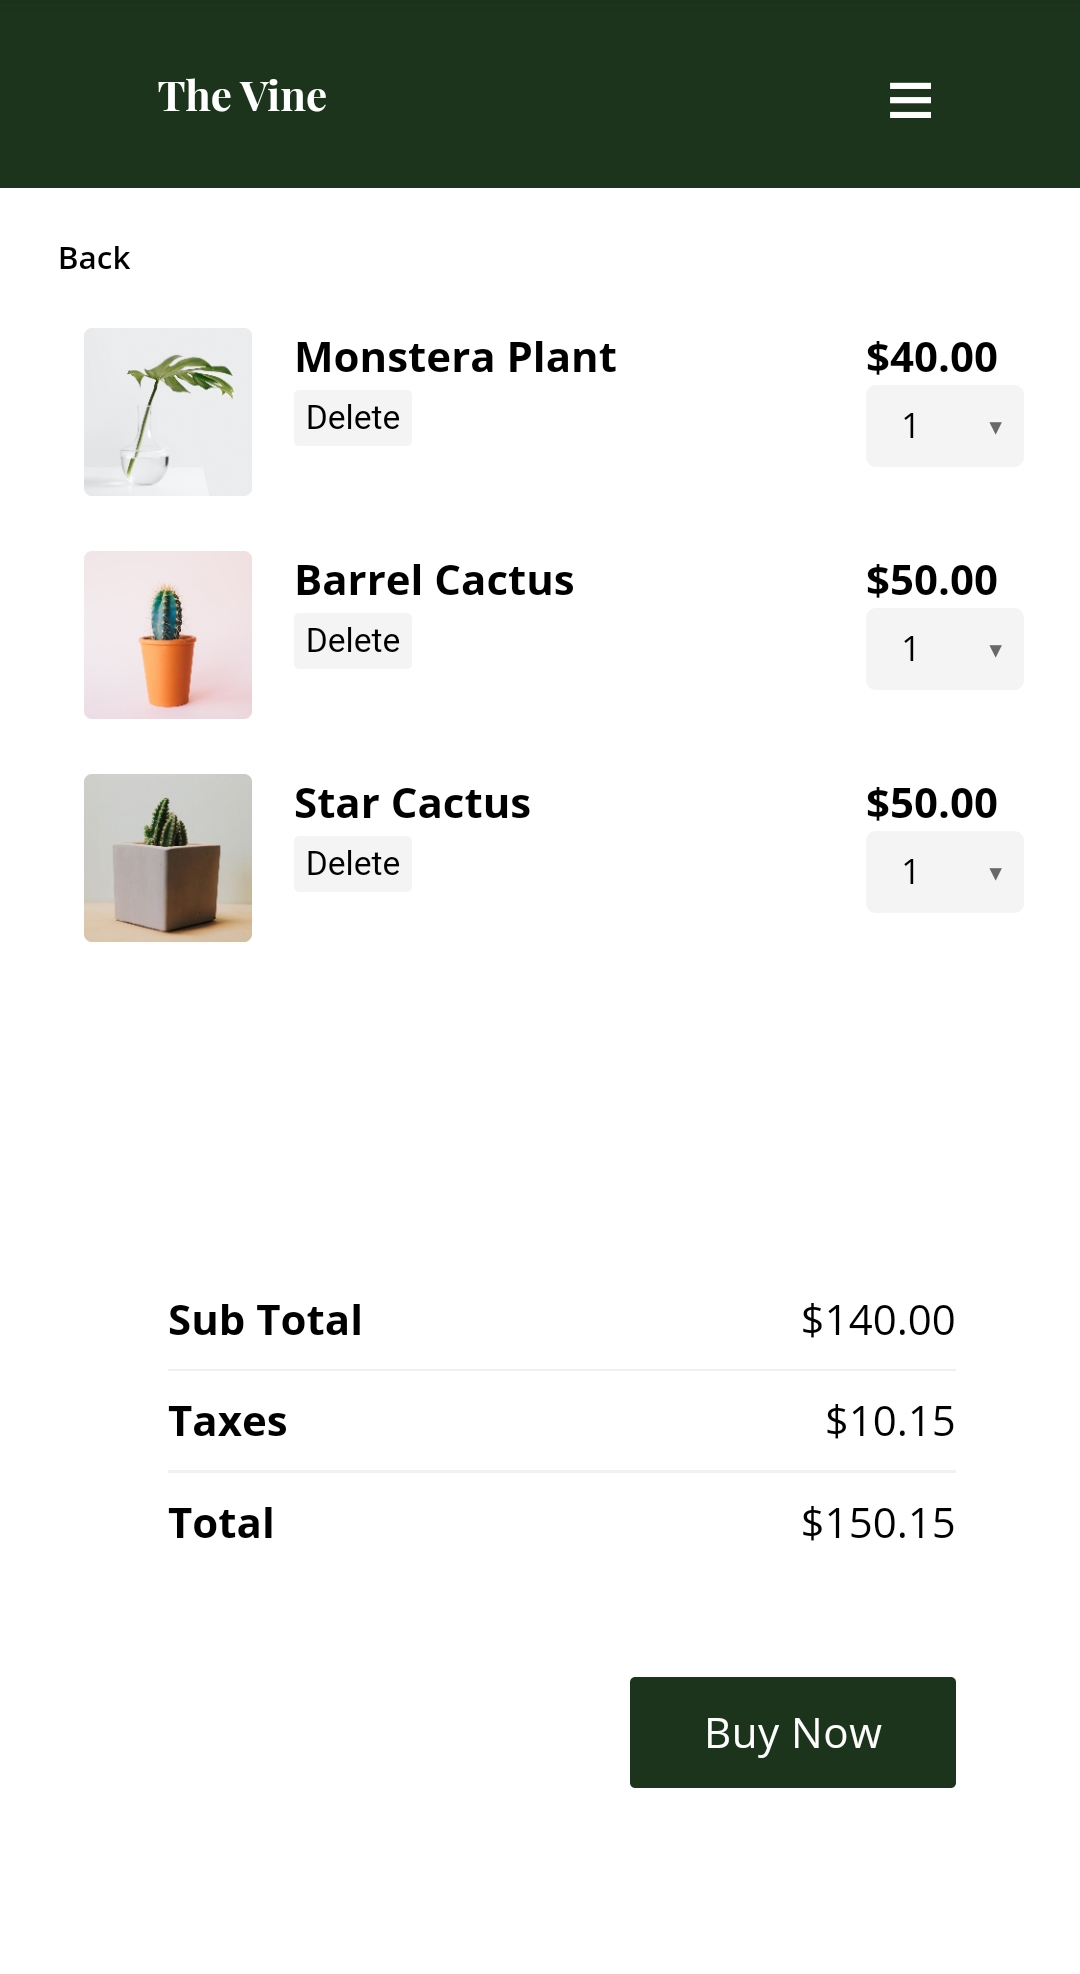 The Vine
Back
Monstera Plant $40.00
Delete 1
Barrel Cactus $50.00
Delete 1
Star Cactus $50.00
Delete 1
Sub Total $140.00
Taxes $10.15
Total $150.15
Buy Now